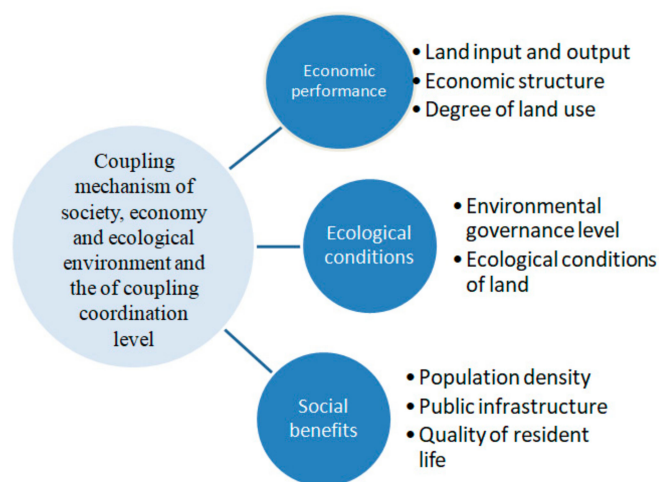 Coupling
mechanism of
society, economy
and ecological
environment and
the of coupling
coordination
level
Economic
performance
• Land input and output
• Economic structure
• Degree of land use
Ecological
conditions
• Environmental
governance level
• Ecological conditions
of land
Social
benefits
• Population density
• Public infrastructure
• Quality of resident
life